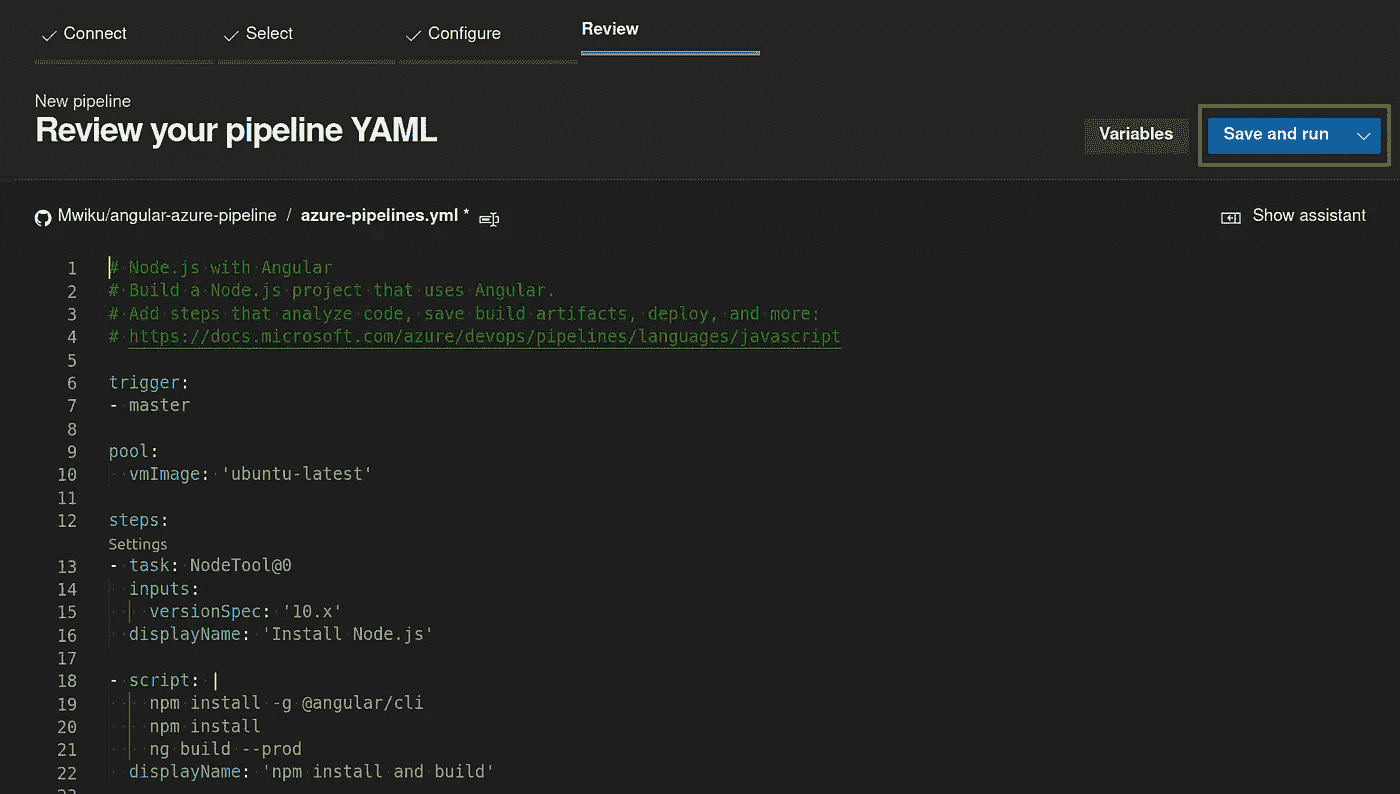 Connect
Select
Configure
Review
New pipeline
Review your pipeline YAML
Variables
Save and run
Mwiku/angular-azure-pipeline / azure-pipelines.yml *
Show assistant
1 # Node.js with Angular
2 # Build a Node.js project that uses Angular.
3 # Add steps that analyze code, save build artifacts, deploy, and more:
4 # https://docs.microsoft.com/azure/devops/pipelines/languages/javascript
5
6 trigger:
7 - master
8
9 pool:
10   vmImage: 'ubuntu-latest'
11
12 steps:
Settings
13 - task: NodeTool@0
14   inputs:
15     versionSpec: '10.x'
16   displayName: 'Install Node.js'
17
18 - script: |
19     npm install -g @angular/cli
20     npm install
21     ng build --prod
22   displayName: 'npm install and build'
23